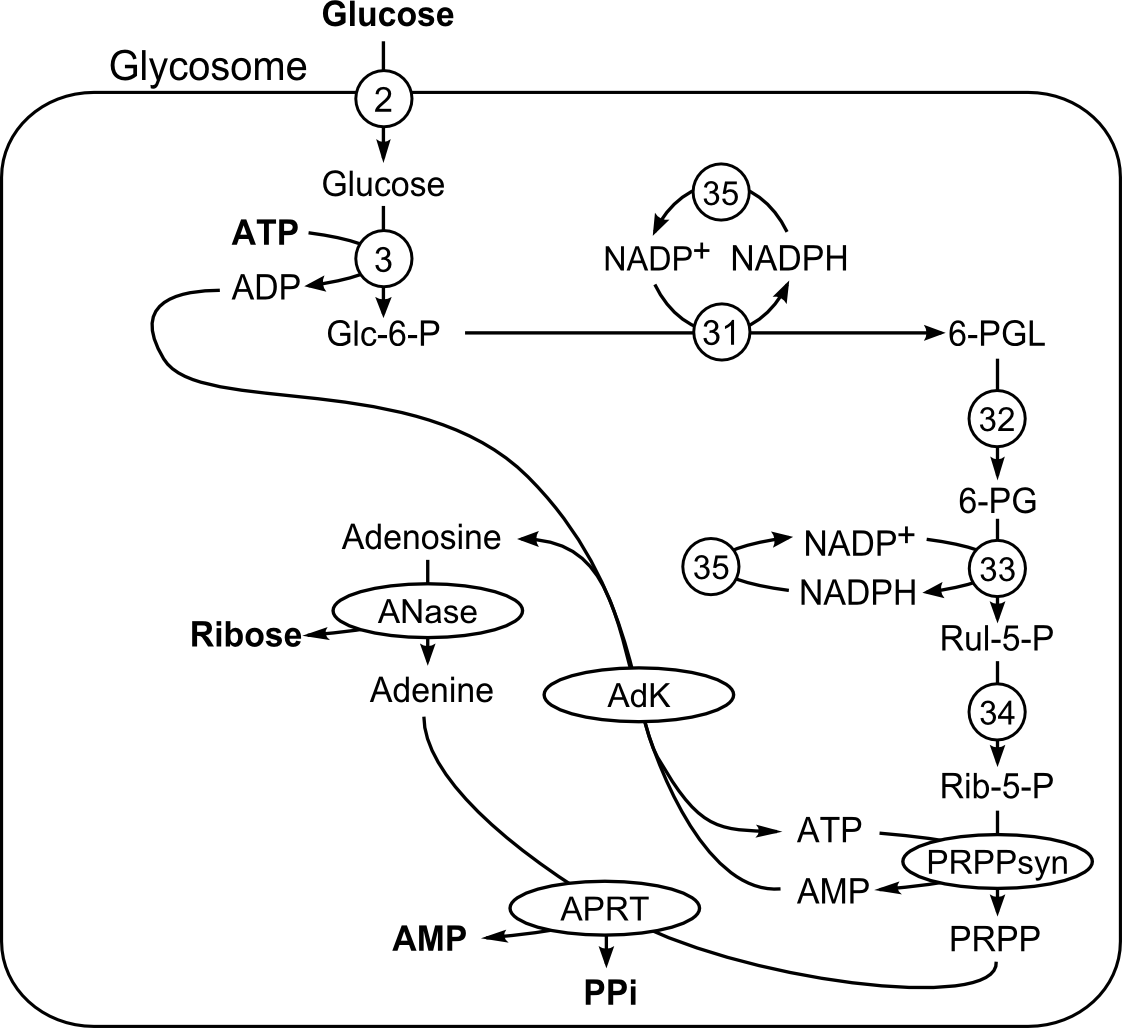 Glucose
Glycosome
2
Glucose
35
ATP
3
NADP+ NADPH
ADP
Glc-6-P
31
6-PGL
32
6-PG
Adenosine
NADP+
35
33
NADPH
ANase
Ribose
Rul-5-P
Adenine
AdK
34
Rib-5-P
ATP
PRPPsyn
AMP
APRT
AMP
PRPP
PPi